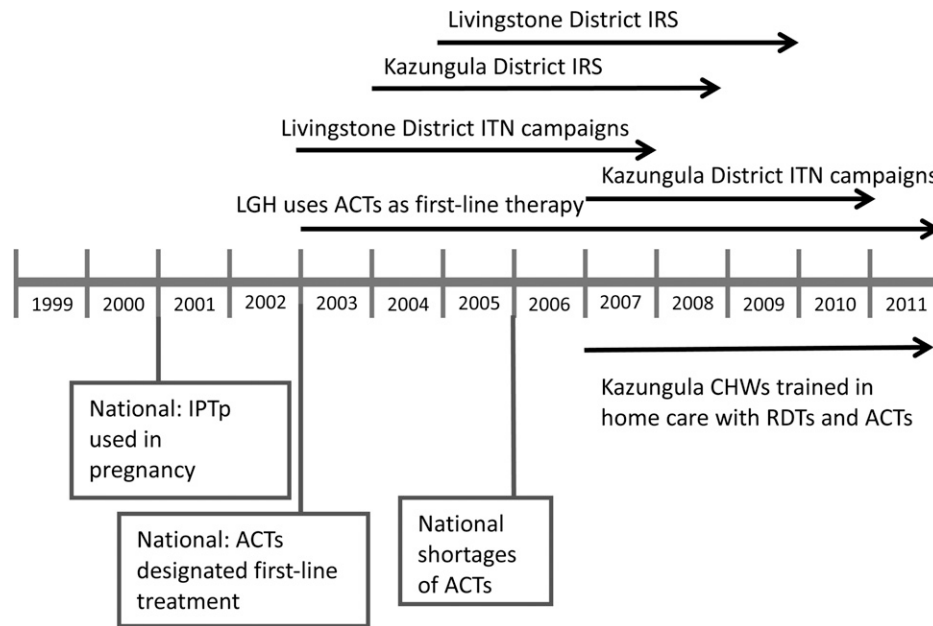 Livingstone District IRS
Kazungula District IRS
Livingstone District ITN campaigns
Kazungula District ITN campaigns
LGH uses ACTs as first-line therapy
1999 2000 2001 2002 2003 2004 2005 2006 2007 2008 2009 2010 2011
National: IPTp
used in
pregnancy
National: ACTs
designated first-line
treatment
National
shortages
of ACTs
Kazungula CHWs trained in
home care with RDTs and ACTs